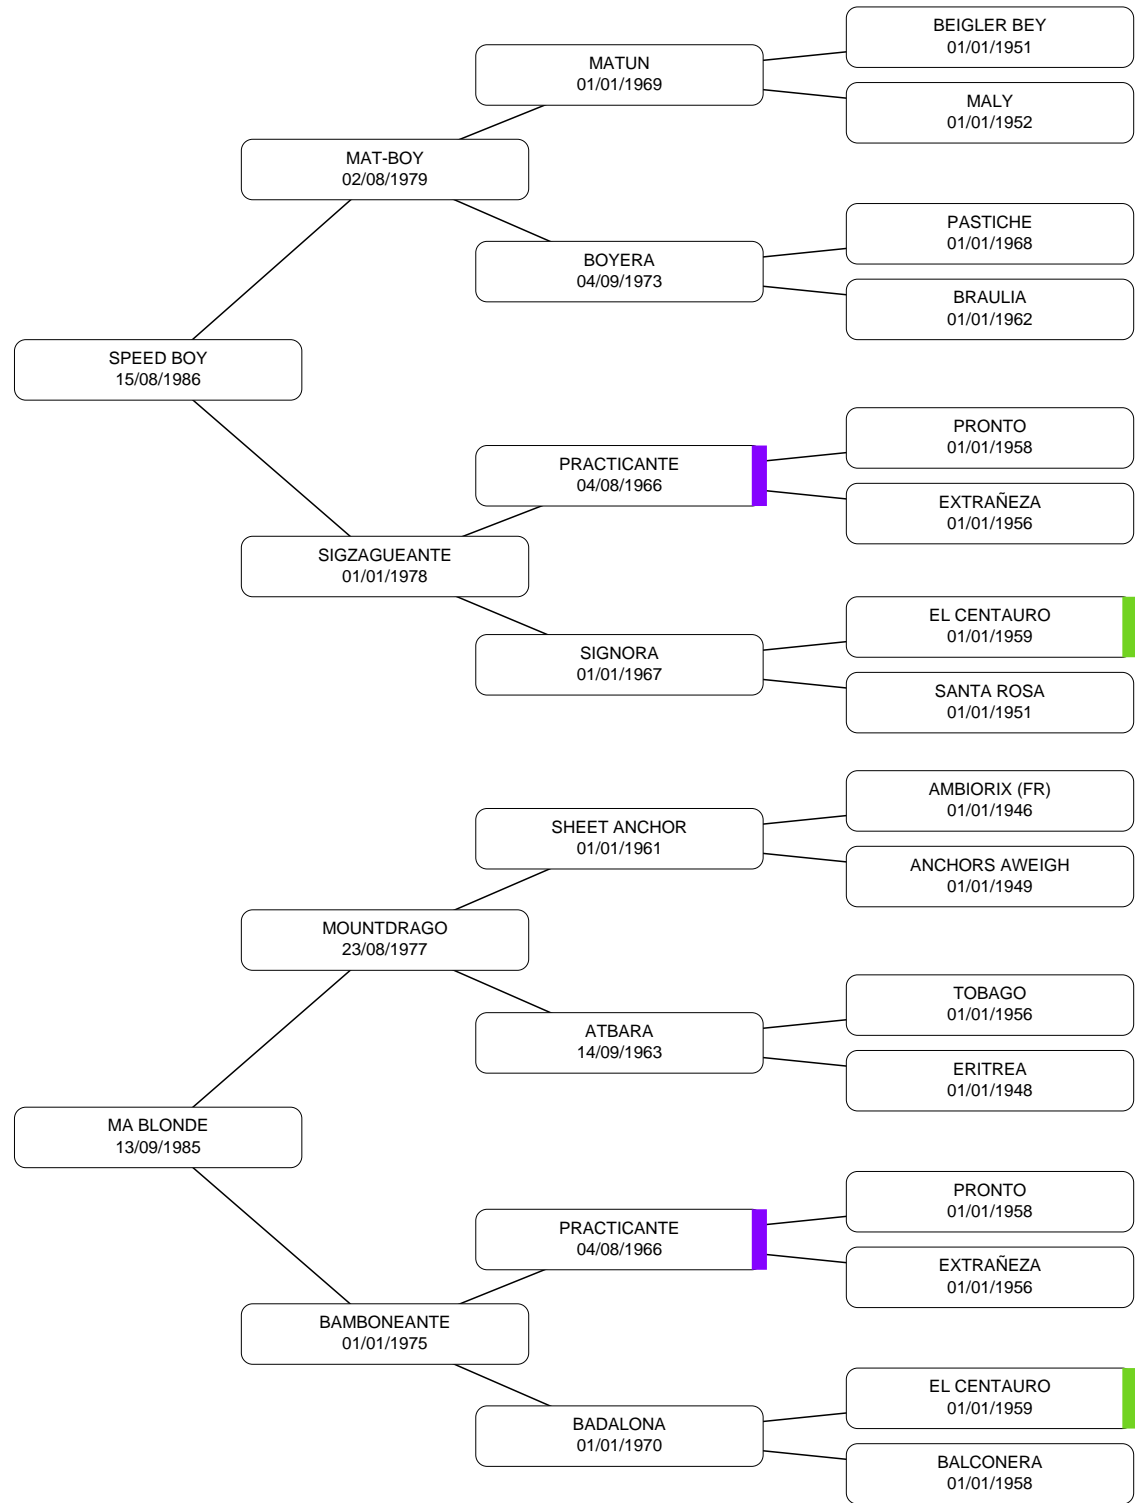 BEIGLER BEY
01/01/1951
MATUN
01/01/1969
MALY
01/01/1952
MAT-BOY
02/08/1979
PASTICHE
01/01/1968
BOYERA
04/09/1973
BRAULIA
01/01/1962
SPEED BOY
15/08/1986
PRONTO
01/01/1958
PRACTICANTE
04/08/1966
EXTRAÑEZA
01/01/1956
SIGZAGUEANTE
01/01/1978
EL CENTAURO
01/01/1959
SIGNORA
01/01/1967
SANTA ROSA
01/01/1951
AMBIORIX (FR)
01/01/1946
SHEET ANCHOR
01/01/1961
ANCHORS AWEIGH
01/01/1949
MOUNTDRAGO
23/08/1977
TOBAGO
01/01/1956
ATBARA
14/09/1963
ERITREA
01/01/1948
MA BLONDE
13/09/1985
PRONTO
01/01/1958
PRACTICANTE
04/08/1966
EXTRAÑEZA
01/01/1956
BAMBONEANTE
01/01/1975
EL CENTAURO
01/01/1959
BADALONA
01/01/1970
BALCONERA
01/01/1958